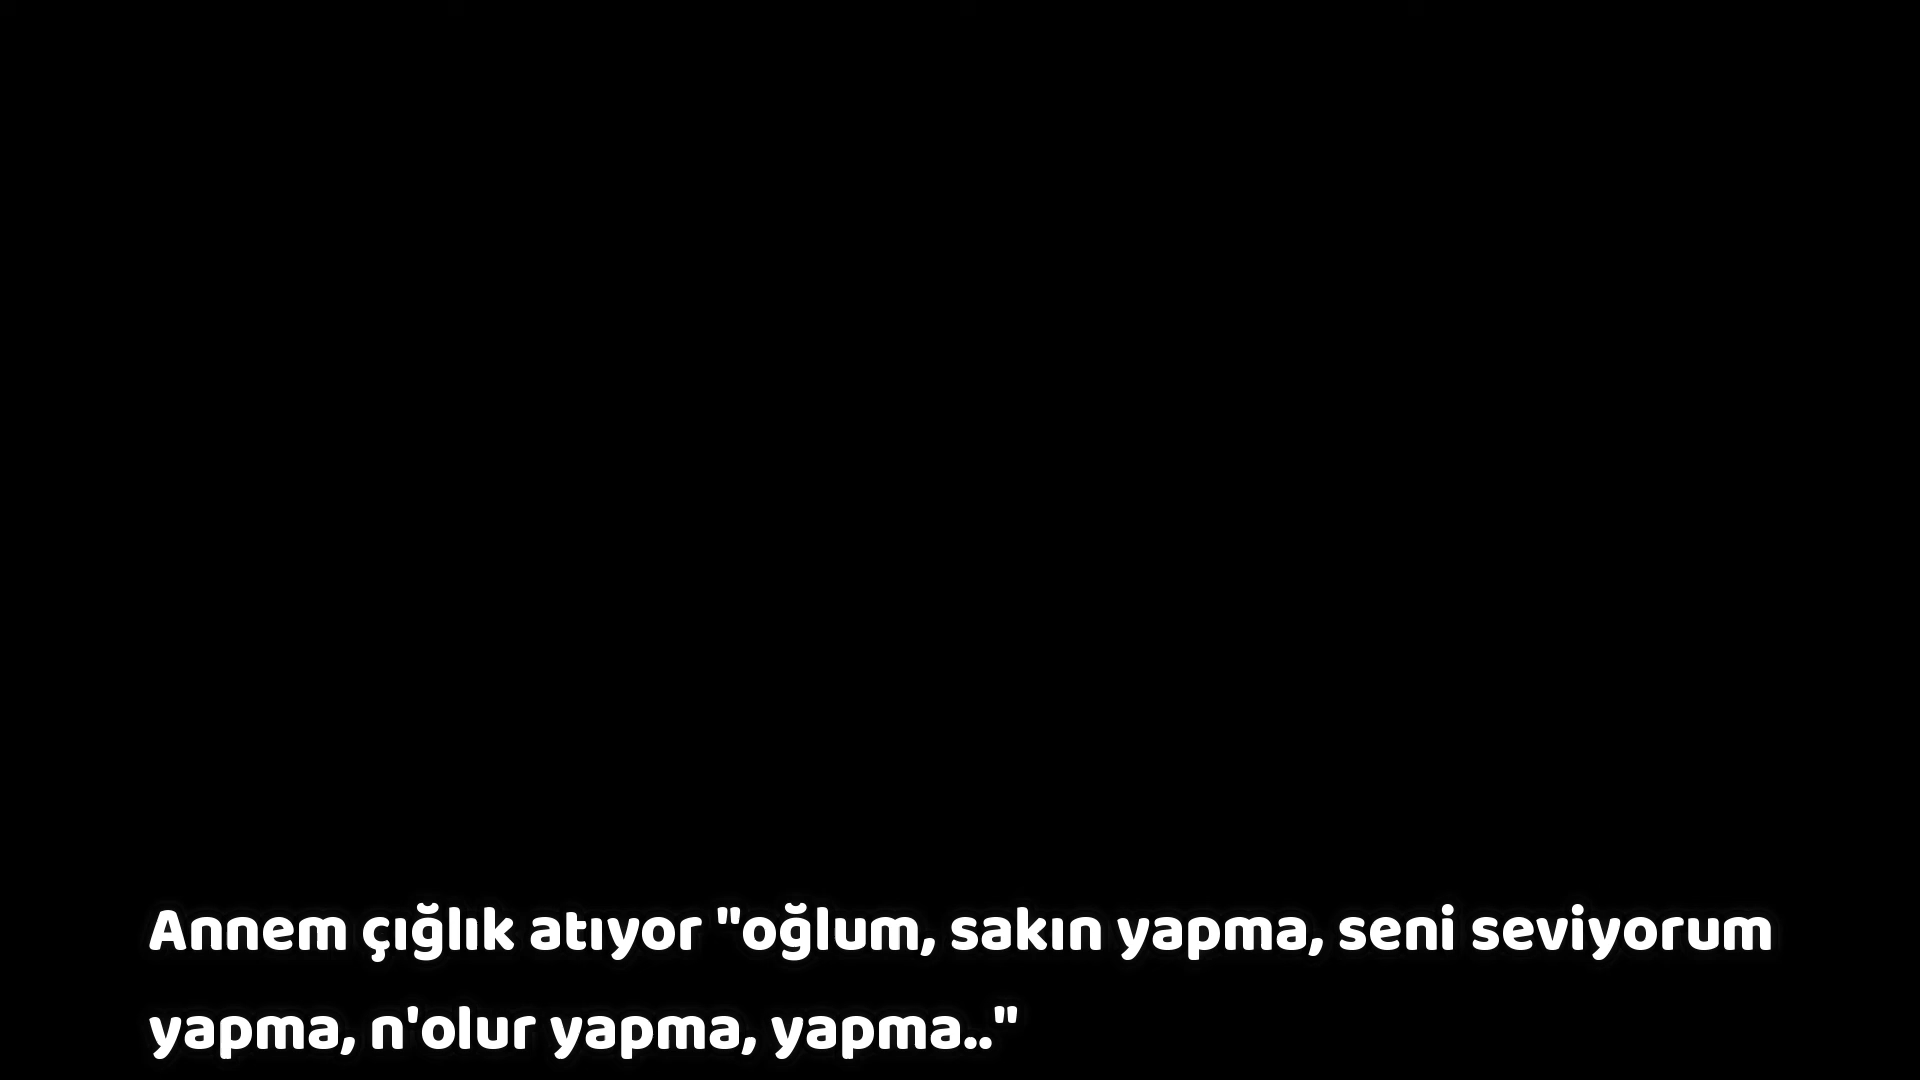 Annem çığlık atıyor "oğlum, sakın yapma, seni seviyorum
yapma, n'olur yapma, yapma.."